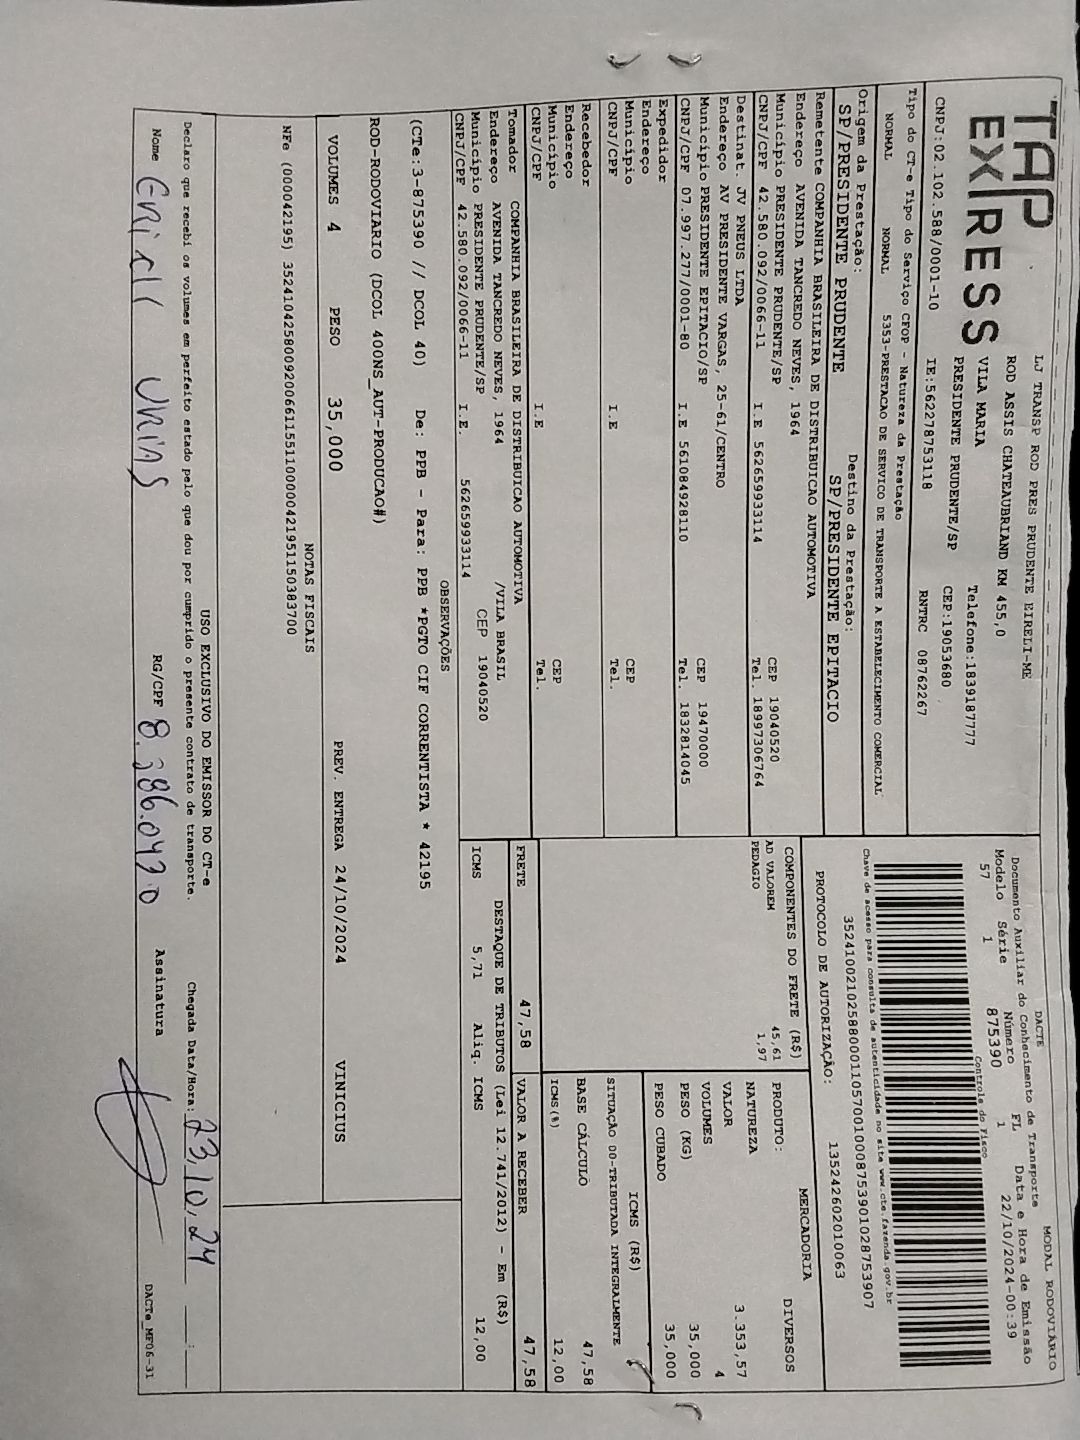 TAP EXPRESS
LJ TRANSP ROD PRES PRUDENTE EIRELI-ME
ROD ASSIS CHATEAUBRIAND KM 455,0
VILA MARIA Telefone:1839187777
PRESIDENTE PRUDENTE/SP CEP:19053680
CNPJ:02.102.588/0001-10 IE:562278753118 RNTRC 08762267
Tipo do CT-e Tipo do Serviço CFOP - Natureza da Prestação
NORMAL NORMAL 5353-PRESTACAO DE SERVICO DE TRANSPORTE A ESTABELECIMENTO COMERCIAL
Origem da Prestação: Destino da Prestação:
SP/PRESIDENTE PRUDENTE SP/PRESIDENTE EPITACIO
Remetente COMPANHIA BRASILEIRA DE DISTRIBUICAO AUTOMOTIVA
Endereço AVENIDA TANCREDO NEVES, 1964
Município PRESIDENTE PRUDENTE/SP CEP 19040520
CNPJ/CPF 42.580.092/0066-11 I.E 562659933114 Tel. 18997306764
Destinat. JV PNEUS LTDA
Endereço AV PRESIDENTE VARGAS, 25-61/CENTRO
Município PRESIDENTE EPITACIO/SP CEP 19470000
CNPJ/CPF 07.997.277/0001-80 I.E 561084928110 Tel. 1832814045
Expedidor
Endereço
Município CEP
CNPJ/CPF I.E Tel.
Recebedor
Endereço
Município CEP
CNPJ/CPF I.E Tel.
Tomador COMPANHIA BRASILEIRA DE DISTRIBUICAO AUTOMOTIVA
Endereço AVENIDA TANCREDO NEVES, 1964 /VILA BRASIL
Município PRESIDENTE PRUDENTE/SP CEP 19040520
CNPJ/CPF 42.580.092/0066-11 I.E. 562659933114
DACTE MODAL RODOVIÁRIO
Documento Auxiliar do Conhecimento de Transporte
Modelo Série Número FL Data e Hora de Emissão
57 1 875390 1 22/10/2024-00:39
Controle do Fisco
Chave de acesso para consulta de autenticidade no site www.cte.fazenda.gov.br
35241002102588000110570010008753901028753907
PROTOCOLO DE AUTORIZAÇÃO: 135242602010063
COMPONENTES DO FRETE (R$)
AD VALOREM 45,61
PEDAGIO 1,97
MERCADORIA
PRODUTO: DIVERSOS
NATUREZA
VALOR 3.353,57
VOLUMES 4
PESO (KG) 35,000
PESO CUBADO 35,000
ICMS (R$)
SITUAÇÃO 00-TRIBUTADA INTEGRALMENTE
BASE CÁLCULO 47,58
ICMS(%) 12,00
FRETE 47,58 VALOR A RECEBER 47,58
DESTAQUE DE TRIBUTOS (Lei 12.741/2012) - Em (R$)
ICMS 5,71 Aliq. ICMS 12,00
OBSERVAÇÕES
(CTe:3-875390 // DCOL 40) De: PPB - Para: PPB *PGTO CIF CORRENTISTA * 42195
ROD-RODOVIARIO (DCOL 400NS_AUT-PRODUCAO#)
VOLUMES 4 PESO 35,000 PREV. ENTREGA 24/10/2024 VINICIUS
NOTAS FISCAIS
NFe (000042195) 35241042580092006611551100000421951150383700
USO EXCLUSIVO DO EMISSOR DO CT-e
Declaro que recebi os volumes em perfeito estado pelo que dou por cumprido o presente contrato de transporte. Chegada Data/Hora: 23,10,24 :
Nome RG/CPF Assinatura
DACTe_MF06-31